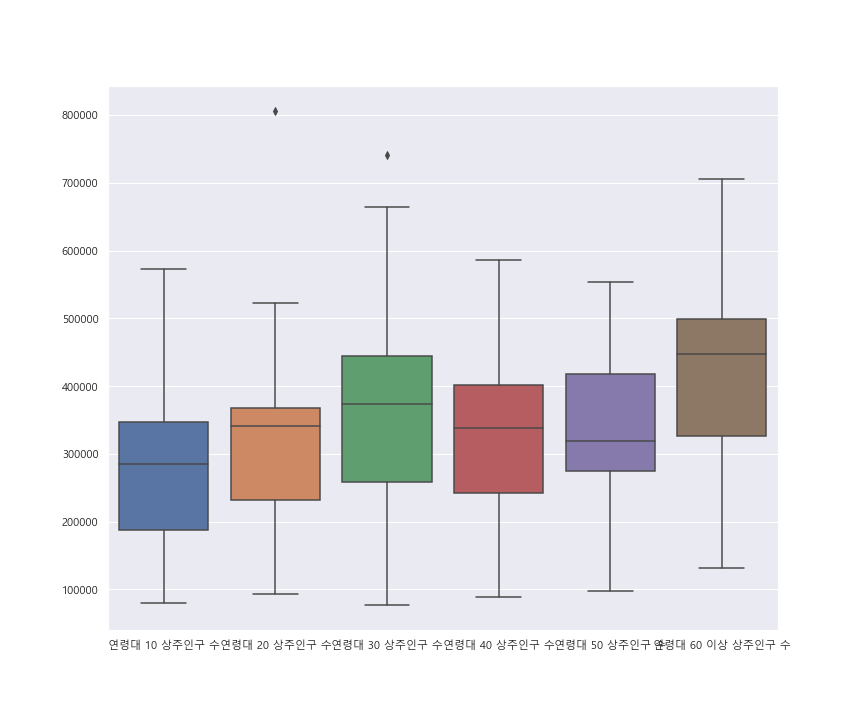 800000
700000
600000
500000
400000
300000
200000
100000
연령대 10 상주인구 수
연령대 20 상주인구 수
연령대 30 상주인구 수
연령대 40 상주인구 수
연령대 50 상주인구 수
연령대 60 이상 상주인구 수